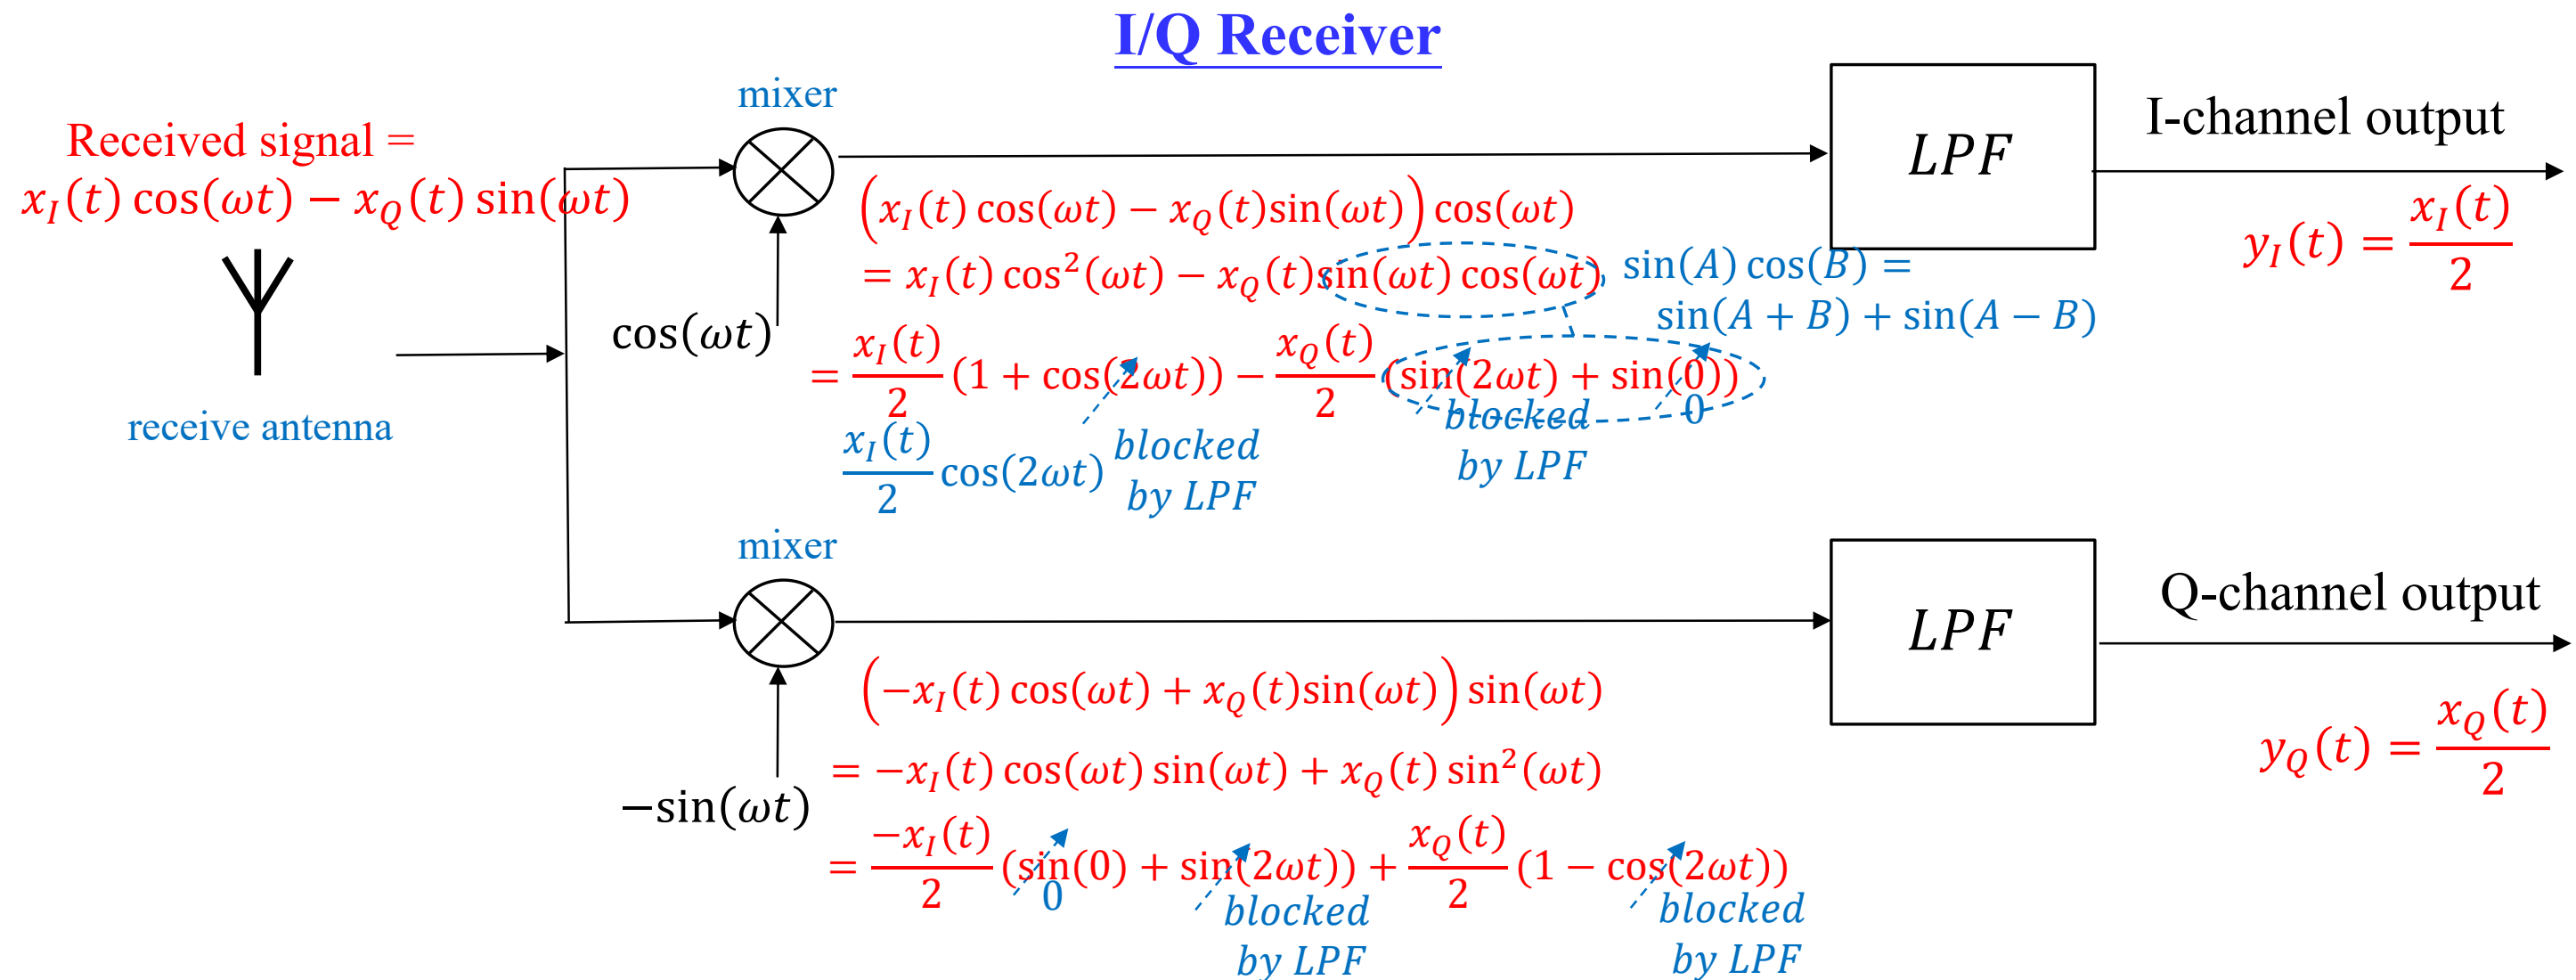 I/Q Receiver
mixer
Received signal =
x_I(t) cos(ωt) − x_Q(t) sin(ωt)
receive antenna
cos(ωt)
(x_I(t) cos(ωt) − x_Q(t)sin(ωt)) cos(ωt)
= x_I(t) cos²(ωt) − x_Q(t)sin(ωt) cos(ωt)
sin(A) cos(B) =
sin(A + B) + sin(A − B)
= x_I(t)/2 (1 + cos(2ωt)) − x_Q(t)/2 (sin(2ωt) + sin(0))
x_I(t)/2 cos(2ωt)
blocked
by LPF
blocked
by LPF
0
LPF
I-channel output
y_I(t) = x_I(t)/2
mixer
−sin(ωt)
(−x_I(t) cos(ωt) + x_Q(t)sin(ωt)) sin(ωt)
= −x_I(t) cos(ωt) sin(ωt) + x_Q(t) sin²(ωt)
= −x_I(t)/2 (sin(0) + sin(2ωt)) + x_Q(t)/2 (1 − cos(2ωt))
0
blocked
by LPF
blocked
by LPF
LPF
Q-channel output
y_Q(t) = x_Q(t)/2